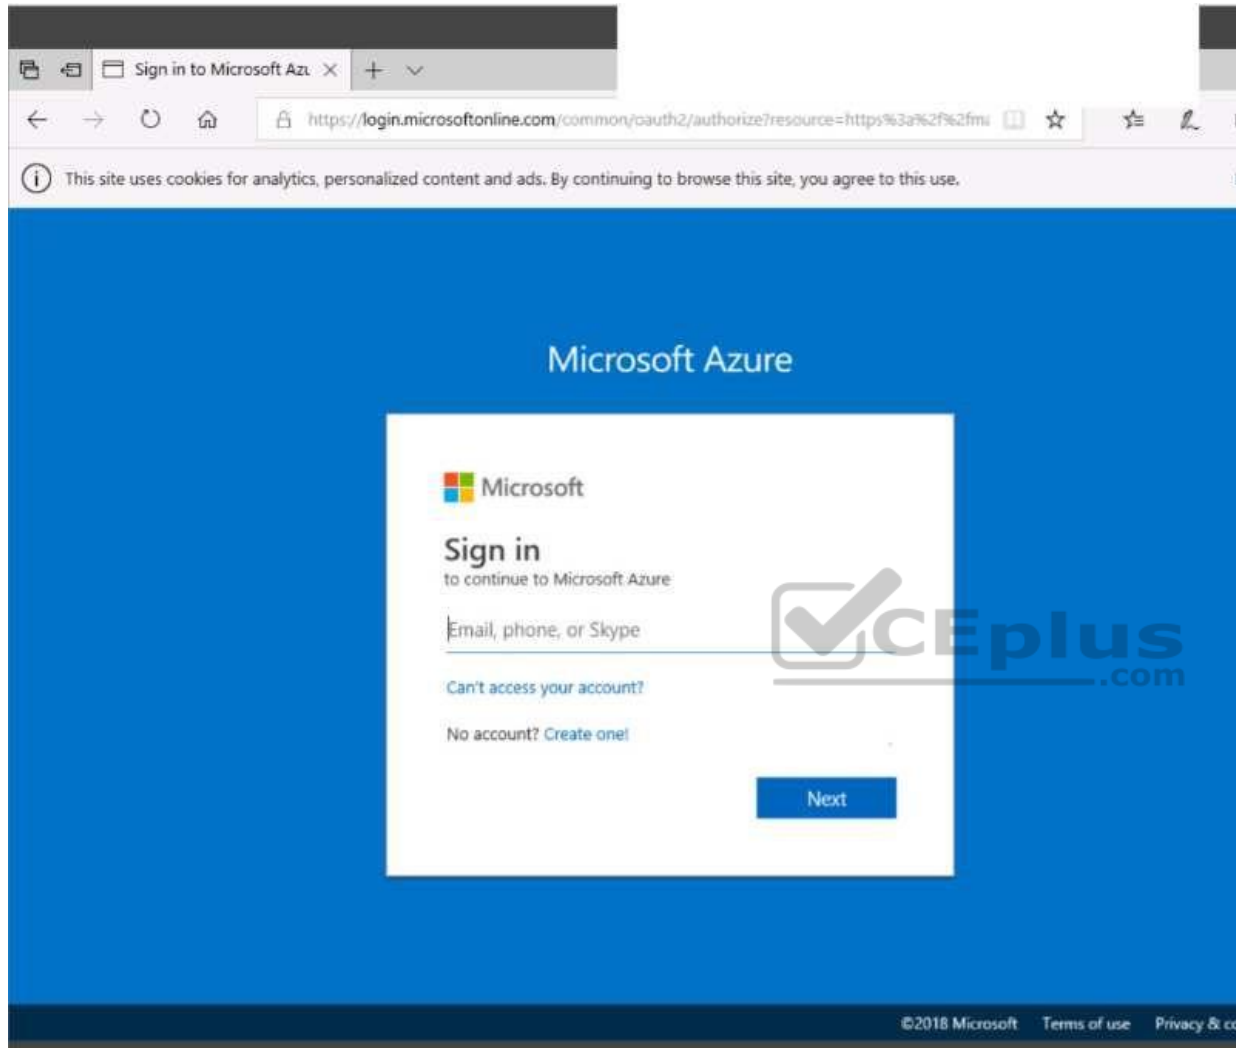 Sign in to Microsoft Azu
https://login.microsoftonline.com/common/oauth2/authorize?resource=https%3a%2f%2fma
This site uses cookies for analytics, personalized content and ads. By continuing to browse this site, you agree to this use.
Microsoft Azure
Microsoft
Sign in
to continue to Microsoft Azure
Email, phone, or Skype
CEplus
.com
Can't access your account?
No account? Create one!
Next
©2018 Microsoft Terms of use Privacy & co